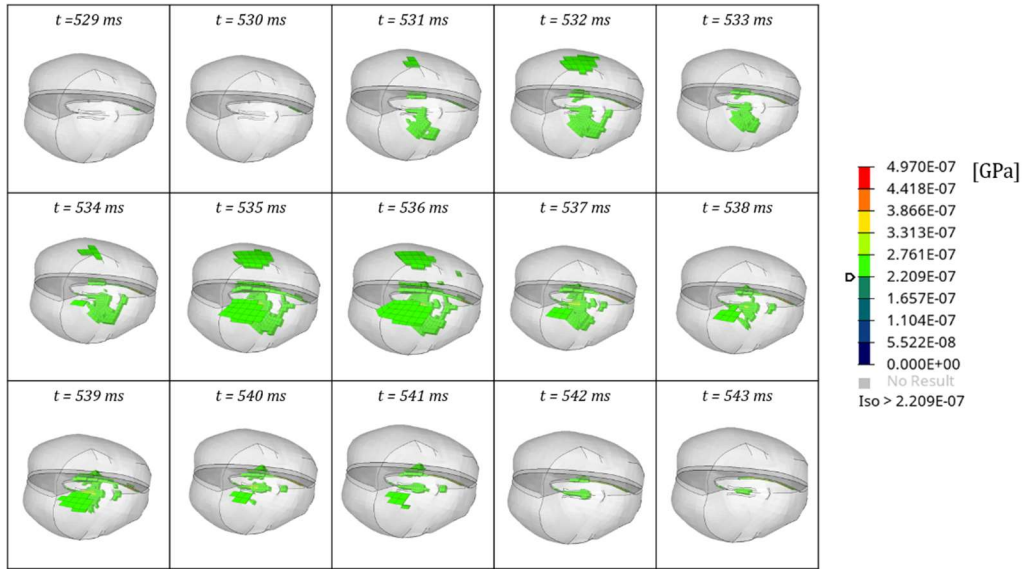 t =529 ms
t = 530 ms
t = 531 ms
t = 532 ms
t = 533 ms
t = 534 ms
t = 535 ms
t = 536 ms
t = 537 ms
t = 538 ms
t = 539 ms
t = 540 ms
t = 541 ms
t = 542 ms
t = 543 ms
4.970E-07 [GPa]
4.418E-07
3.866E-07
3.313E-07
2.761E-07
D 2.209E-07
1.657E-07
1.104E-07
5.522E-08
0.000E+00
No Result
Iso > 2.209E-07